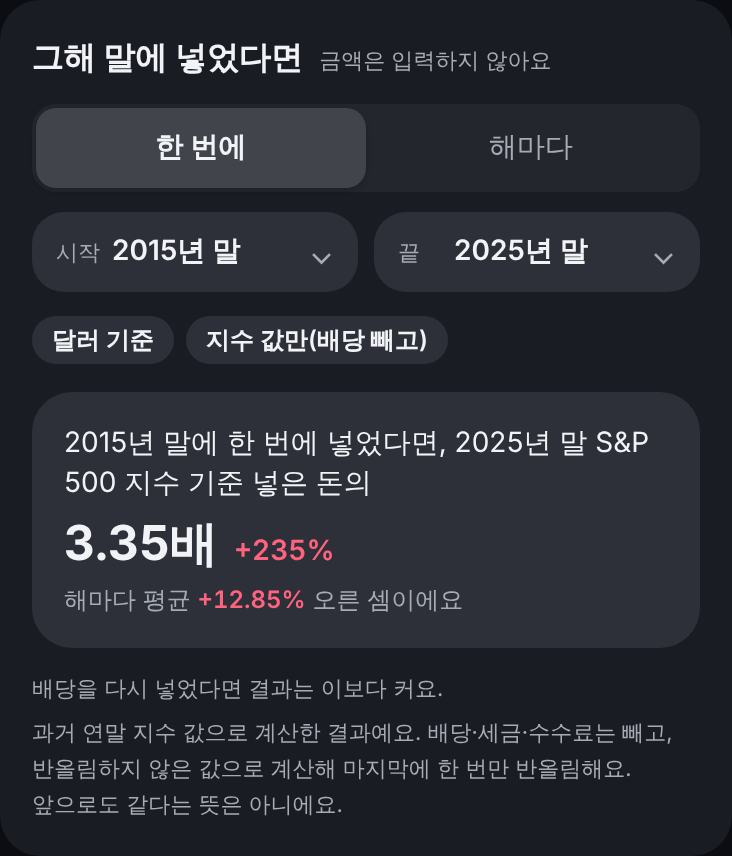 그해 말에 넣었다면 금액은 입력하지 않아요
한 번에 해마다
시작 2015년 말 끝 2025년 말
달러 기준 지수 값만(배당 빼고)
2015년 말에 한 번에 넣었다면, 2025년 말 S&P
500 지수 기준 넣은 돈의
3.35배 +235%
해마다 평균 +12.85% 오른 셈이에요
배당을 다시 넣었다면 결과는 이보다 커요.
과거 연말 지수 값으로 계산한 결과예요. 배당·세금·수수료는 빼고,
반올림하지 않은 값으로 계산해 마지막에 한 번만 반올림해요.
앞으로도 같다는 뜻은 아니에요.